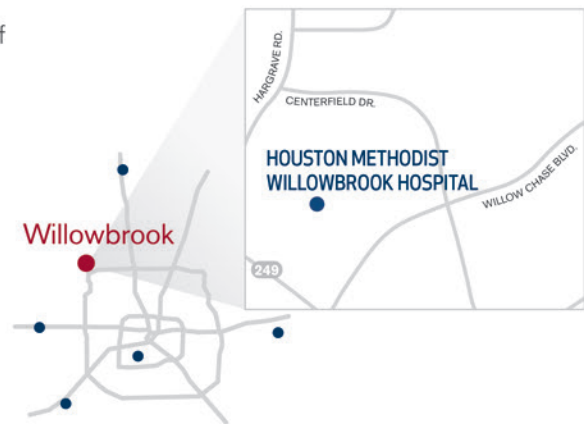 f
HARGRAVE RD.
CENTERFIELD DR.
HOUSTON METHODIST
WILLOWBROOK HOSPITAL
WILLOW CHASE BLVD.
Willowbrook
249